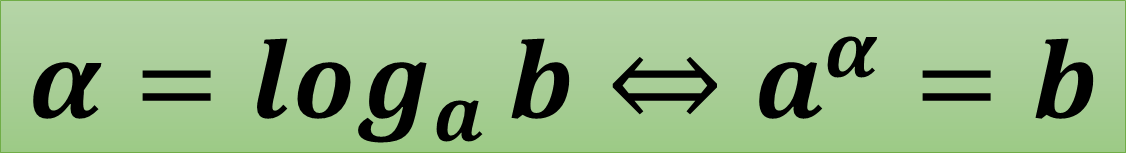 α = log_a b ⇔ a^α = b